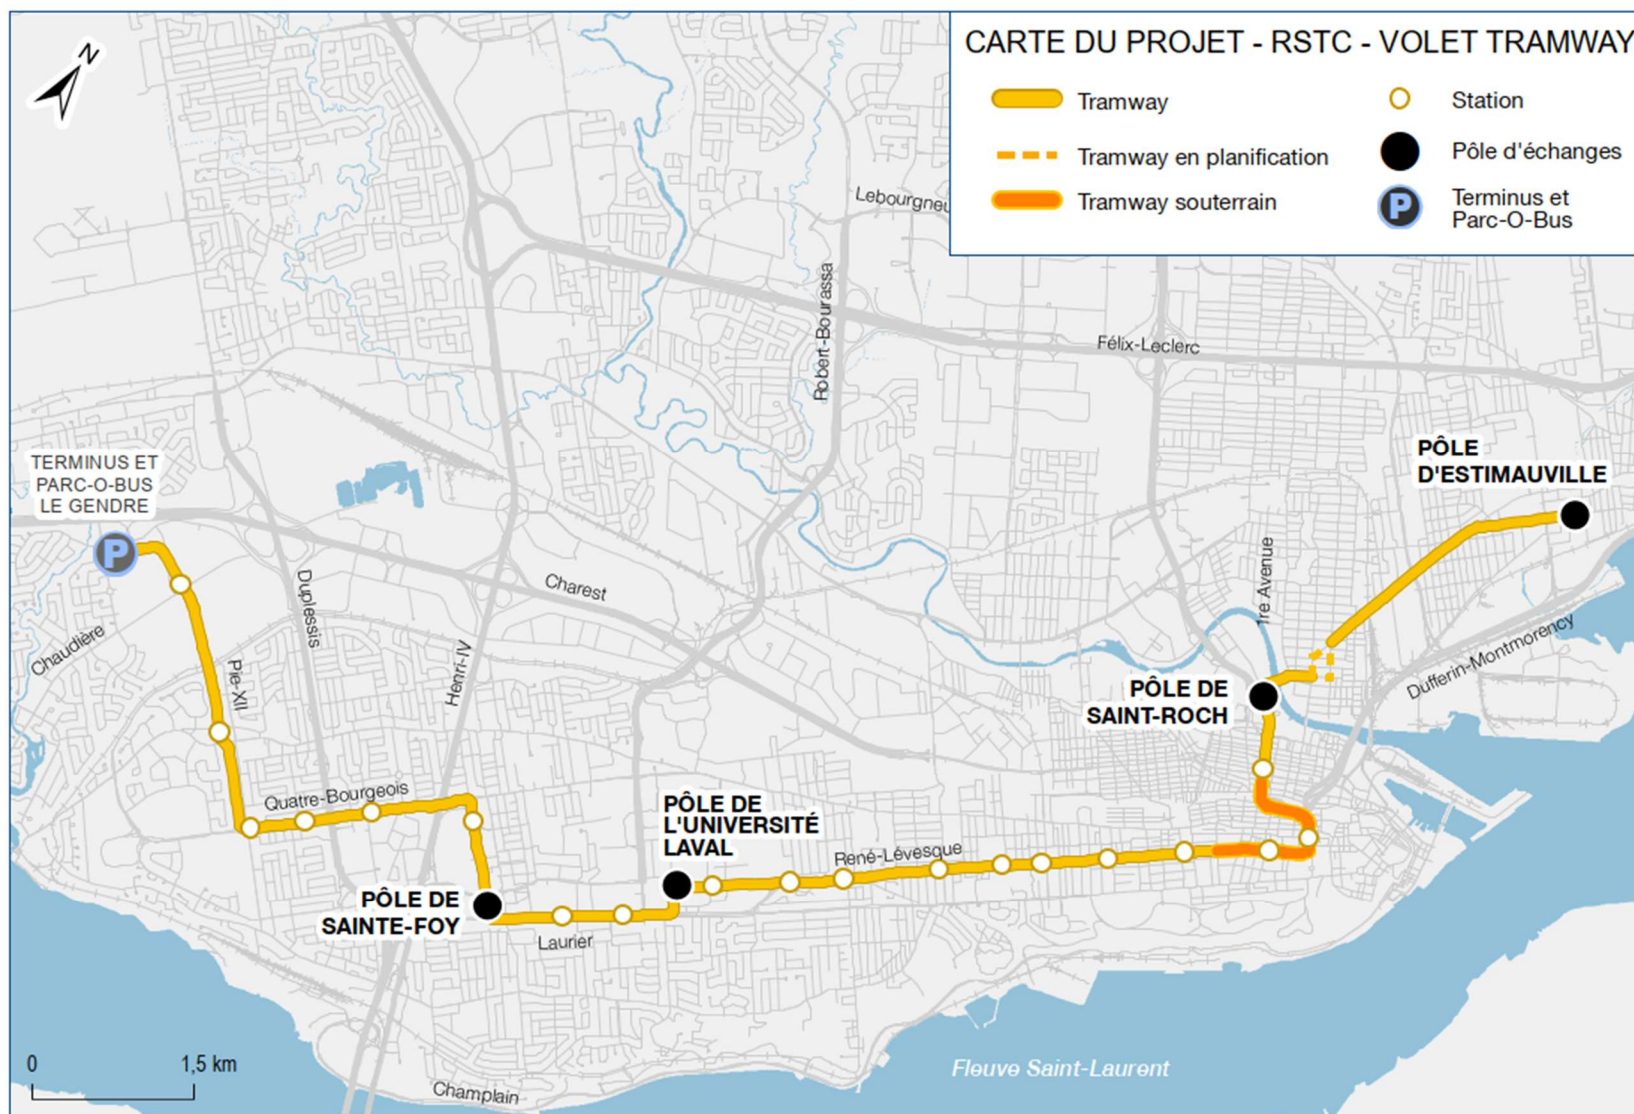 N
CARTE DU PROJET - RSTC - VOLET TRAMWAY
Tramway
Station
Tramway en planification
Pôle d'échanges
Tramway souterrain
P
Terminus et
Parc-O-Bus
Lebourgneu
Robert-Bourassa
Félix-Leclerc
PÔLE
D'ESTIMAUVILLE
TERMINUS ET
PARC-O-BUS
LE GENDRE
P
Chaudière
Pie-XII
Duplessis
Henri-IV
Charest
1re Avenue
Dufferin-Montmorency
PÔLE DE
SAINT-ROCH
Quatre-Bourgeois
PÔLE DE
L'UNIVERSITÉ
LAVAL
René-Lévesque
PÔLE DE
SAINTE-FOY
Laurier
0 1,5 km
Champlain
Fleuve Saint-Laurent